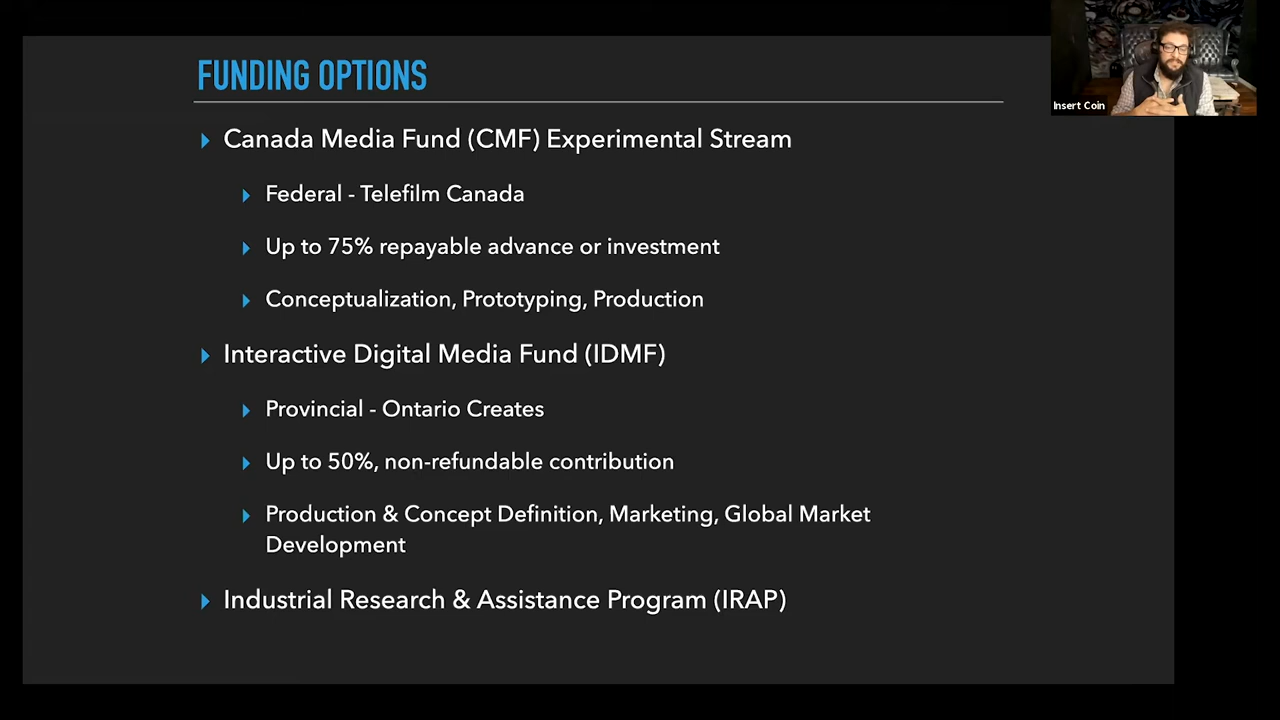 FUNDING OPTIONS
Insert Coin
Canada Media Fund (CMF) Experimental Stream
Federal - Telefilm Canada
Up to 75% repayable advance or investment
Conceptualization, Prototyping, Production
Interactive Digital Media Fund (IDMF)
Provincial - Ontario Creates
Up to 50%, non-refundable contribution
Production & Concept Definition, Marketing, Global Market
Development
Industrial Research & Assistance Program (IRAP)